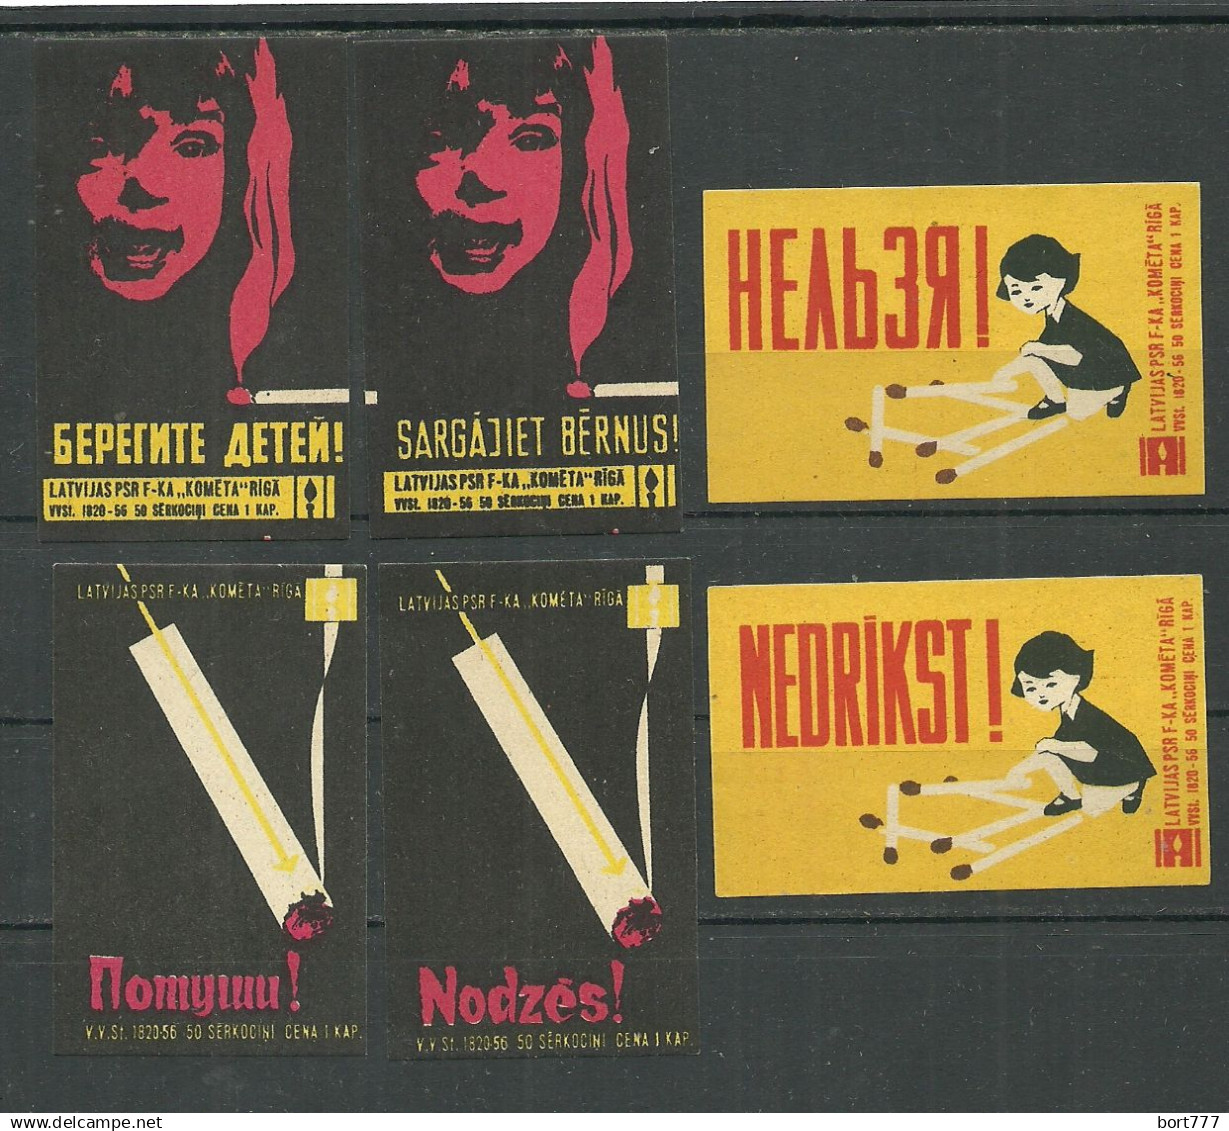 БЕРЕГИТЕ ДЕТЕЙ!
LATVIJAS PSR F-KA „KOMĒTA“ RĪGĀ
VVSt. 1820-56 50 SĒRKOCIŅI CENA 1 KAP.
SARGĀJIET BĒRNUS!
LATVIJAS PSR F-KA „KOMĒTA“ RĪGĀ
VVSt. 1820-56 50 SĒRKOCIŅI CENA 1 KAP.
НЕЛЬЗЯ!
LATVIJAS PSR F-KA „KOMĒTA“ RĪGĀ
VVSt. 1820-56 50 SĒRKOCIŅI CENA 1 KAP.
LATVIJAS PSR F-KA „KOMĒTA“ RĪGĀ
Потуши!
V.V.St. 1820-56 50 SĒRKOCIŅI CENA 1 KAP.
LATVIJAS PSR F-KA „KOMĒTA“ RĪGĀ
Nodzēs!
V.V St. 1820-56 50 SĒRKOCIŅI CENA 1 KAP.
NEDRĪKST!
LATVIJAS PSR F-KA „KOMĒTA“ RĪGĀ
VVSt. 1820-56 50 SĒRKOCIŅI CENA 1 KAP.
bort777